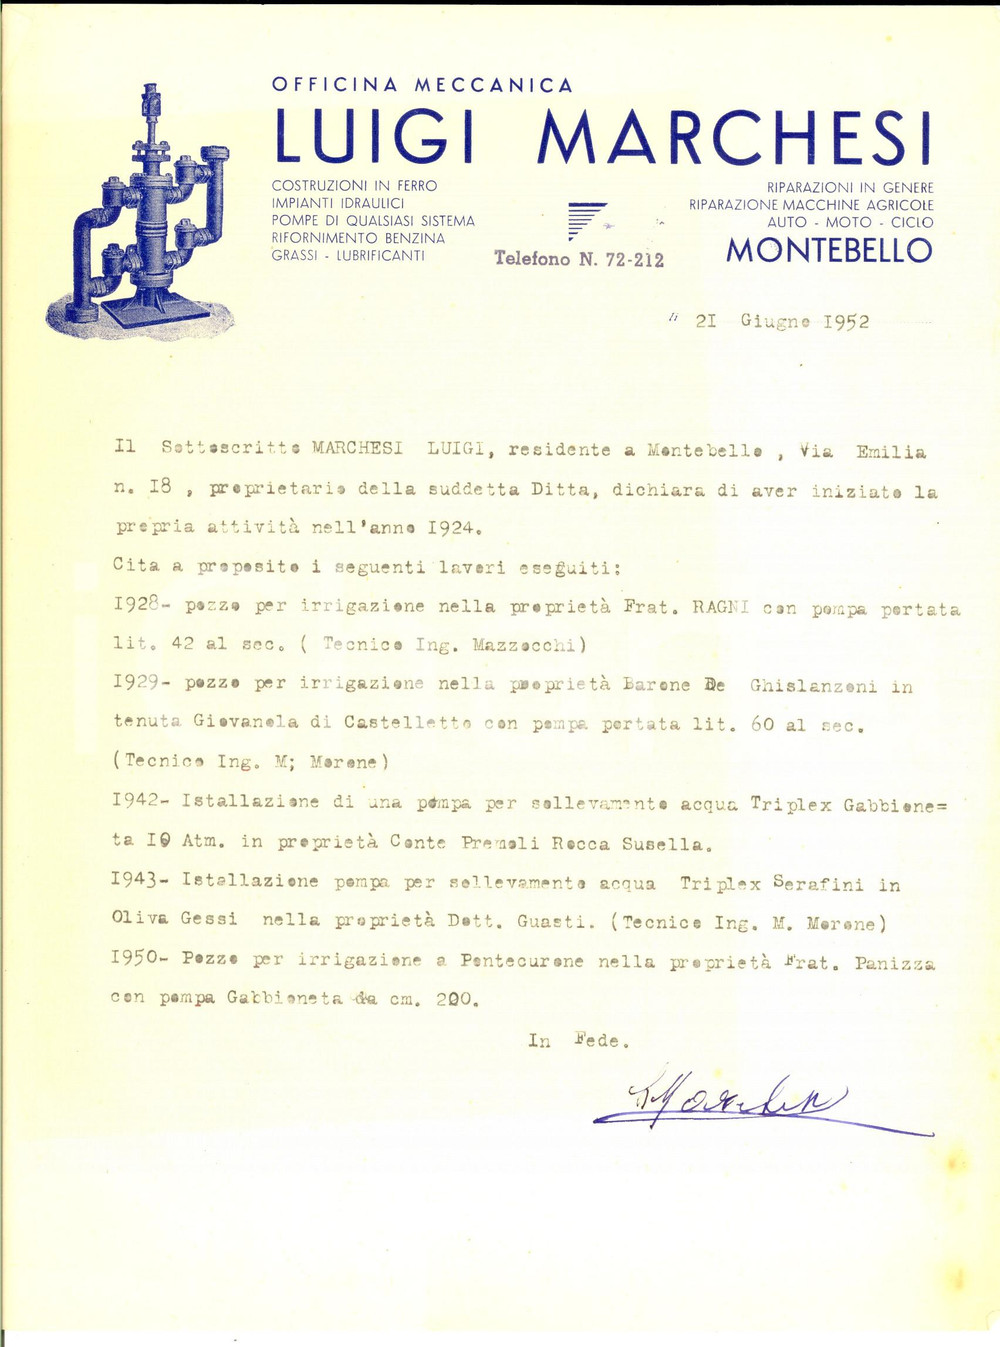 OFFICINA MECCANICA
LUIGI MARCHESI
COSTRUZIONI IN FERRO
IMPIANTI IDRAULICI
POMPE DI QUALSIASI SISTEMA
RIFORNIMENTO BENZINA
GRASSI - LUBRIFICANTI
Telefono N. 72-212
RIPARAZIONI IN GENERE
RIPARAZIONE MACCHINE AGRICOLE
AUTO - MOTO - CICLO
MONTEBELLO
21 Giugno 1952
Il Sottoscritto MARCHESI LUIGI, residente a Montebello , Via Emilia
n. 18 , proprietario della suddetta Ditta, dichiara di aver iniziato la
propria attività nell'anno 1924.
Cita a proposito i seguenti lavori eseguiti:
1928- pozzo per irrigazione nella proprietà Frat. RAGNI con pompa portata
lit. 42 al sec. ( Tecnico Ing. Mazzocchi)
1929- pozzo per irrigazione nella proprietà Barone De Ghislanzoni in
tenuta Giovanola di Castelletto con pompa portata lit. 60 al sec.
(Tecnico Ing. M; Morone)
1942- Istallazione di una pompa per sollevamento acqua Triplex Gabbione=
ta 10 Atm. in proprietà Conte Premoli Rocca Susella.
1943- Istallazione pompa per sollevamento acqua Triplex Serafini in
Oliva Gessi nella proprietà Dott. Guasti. (Tecnico Ing. M. Morone)
1950- Pozzo per irrigazione a Pontecurone nella proprietà Frat. Panizza
con pompa Gabbioneta da cm. 200.
In Fede.